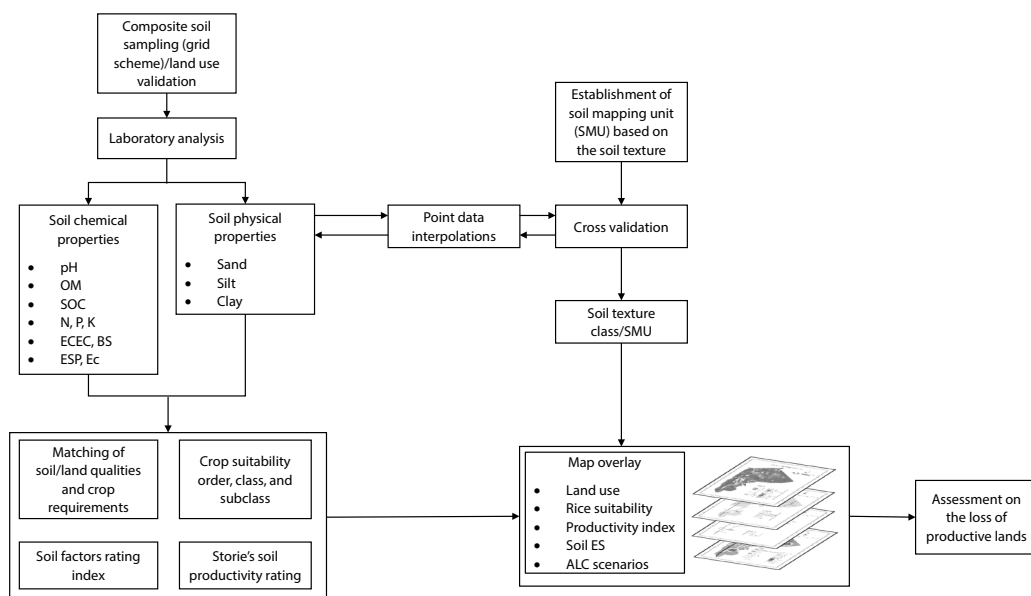 Composite soil
sampling (grid
scheme)/land use
validation
Laboratory analysis
Establishment of
soil mapping unit
(SMU) based on
the soil texture
Soil chemical
properties
• pH
• OM
• SOC
• N, P, K
• ECEC, BS
• ESP, Ec
Soil physical
properties
• Sand
• Silt
• Clay
Point data
interpolations
Cross validation
Soil texture
class/SMU
Matching of
soil/land qualities
and crop
requirements
Crop suitability
order, class, and
subclass
Soil factors rating
index
Storie's soil
productivity rating
Map overlay
• Land use
• Rice suitability
• Productivity index
• Soil ES
• ALC scenarios
Assessment on
the loss of
productive lands